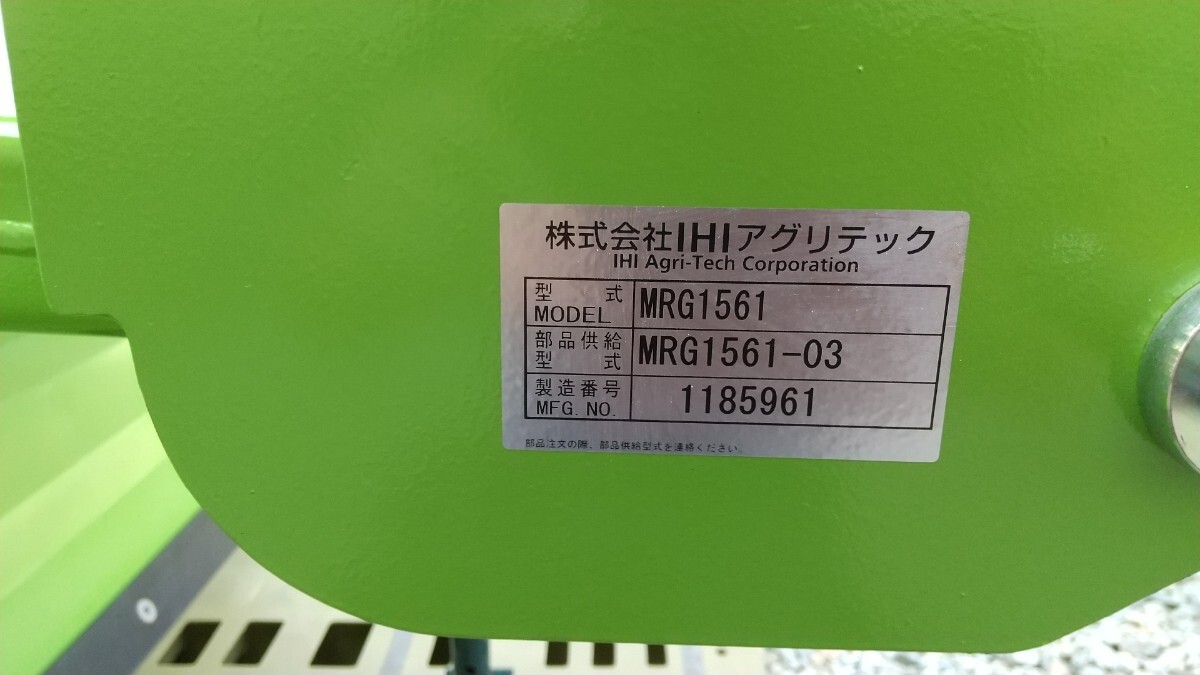 株式会社IHIアグリテック
IHI Agri-Tech Corporation
型式 MRG1561
MODEL
部品供給 MRG1561-03
型式
製造番号 1185961
MFG. NO.
部品注文の際、部品供給型式を連絡ください。